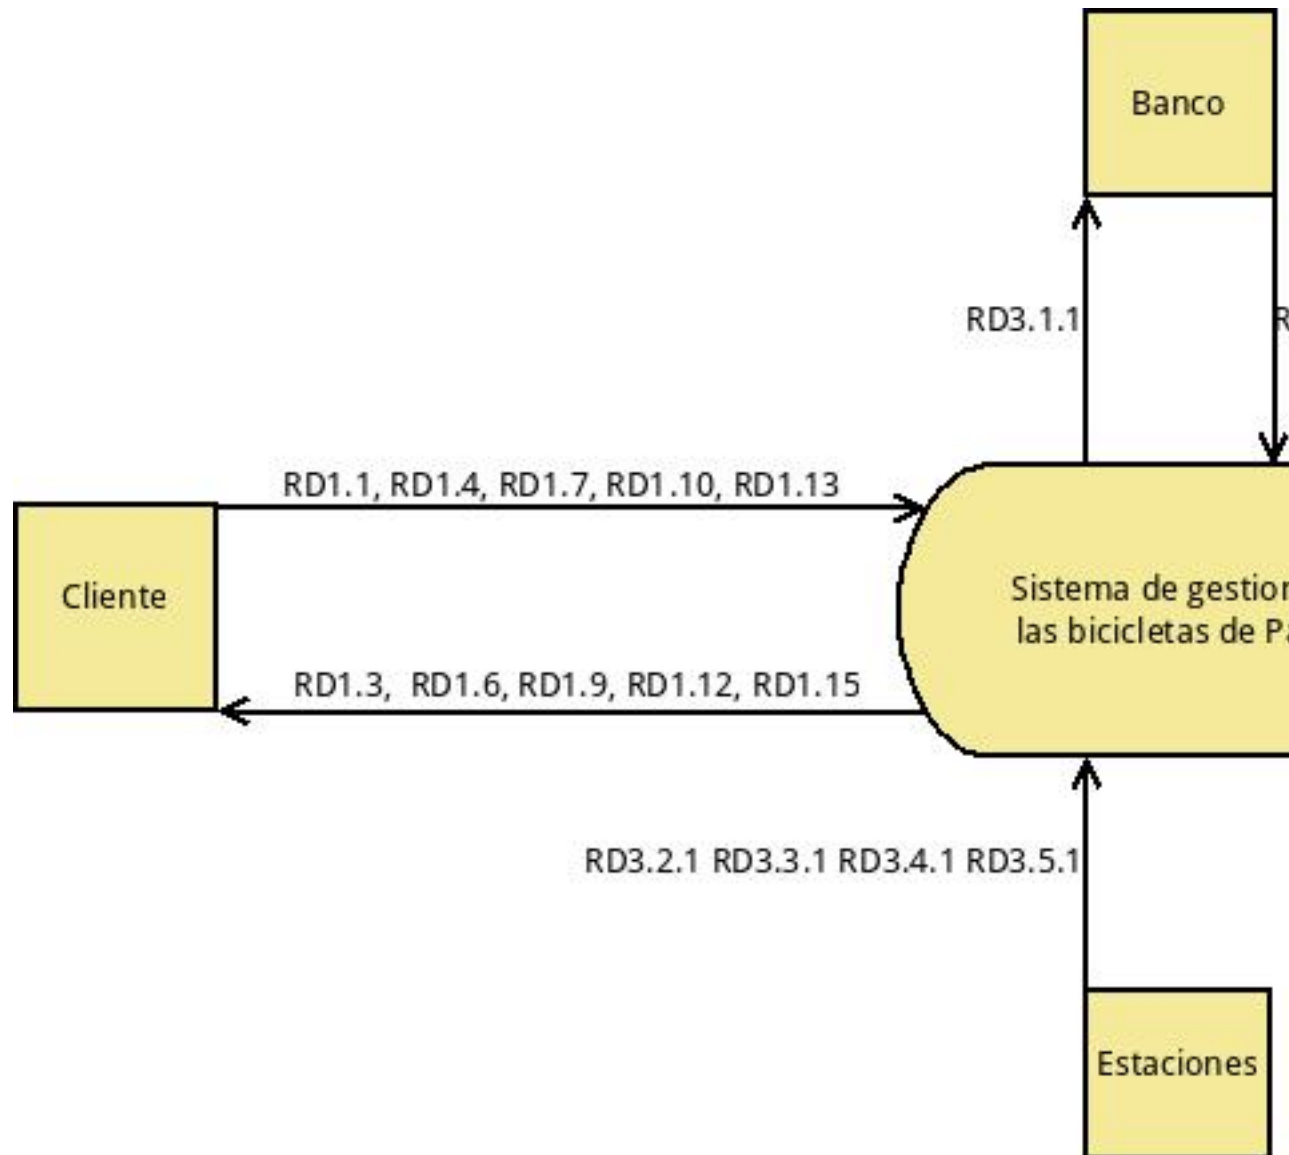 Banco
RD3.1.1
RD1.1, RD1.4, RD1.7, RD1.10, RD1.13
Cliente
Sistema de
las bicicletas de
RD1.3, RD1.6, RD1.9, RD1.12, RD1.15
RD3.2.1 RD3.3.1 RD3.4.1 RD3.5.1
Estaciones